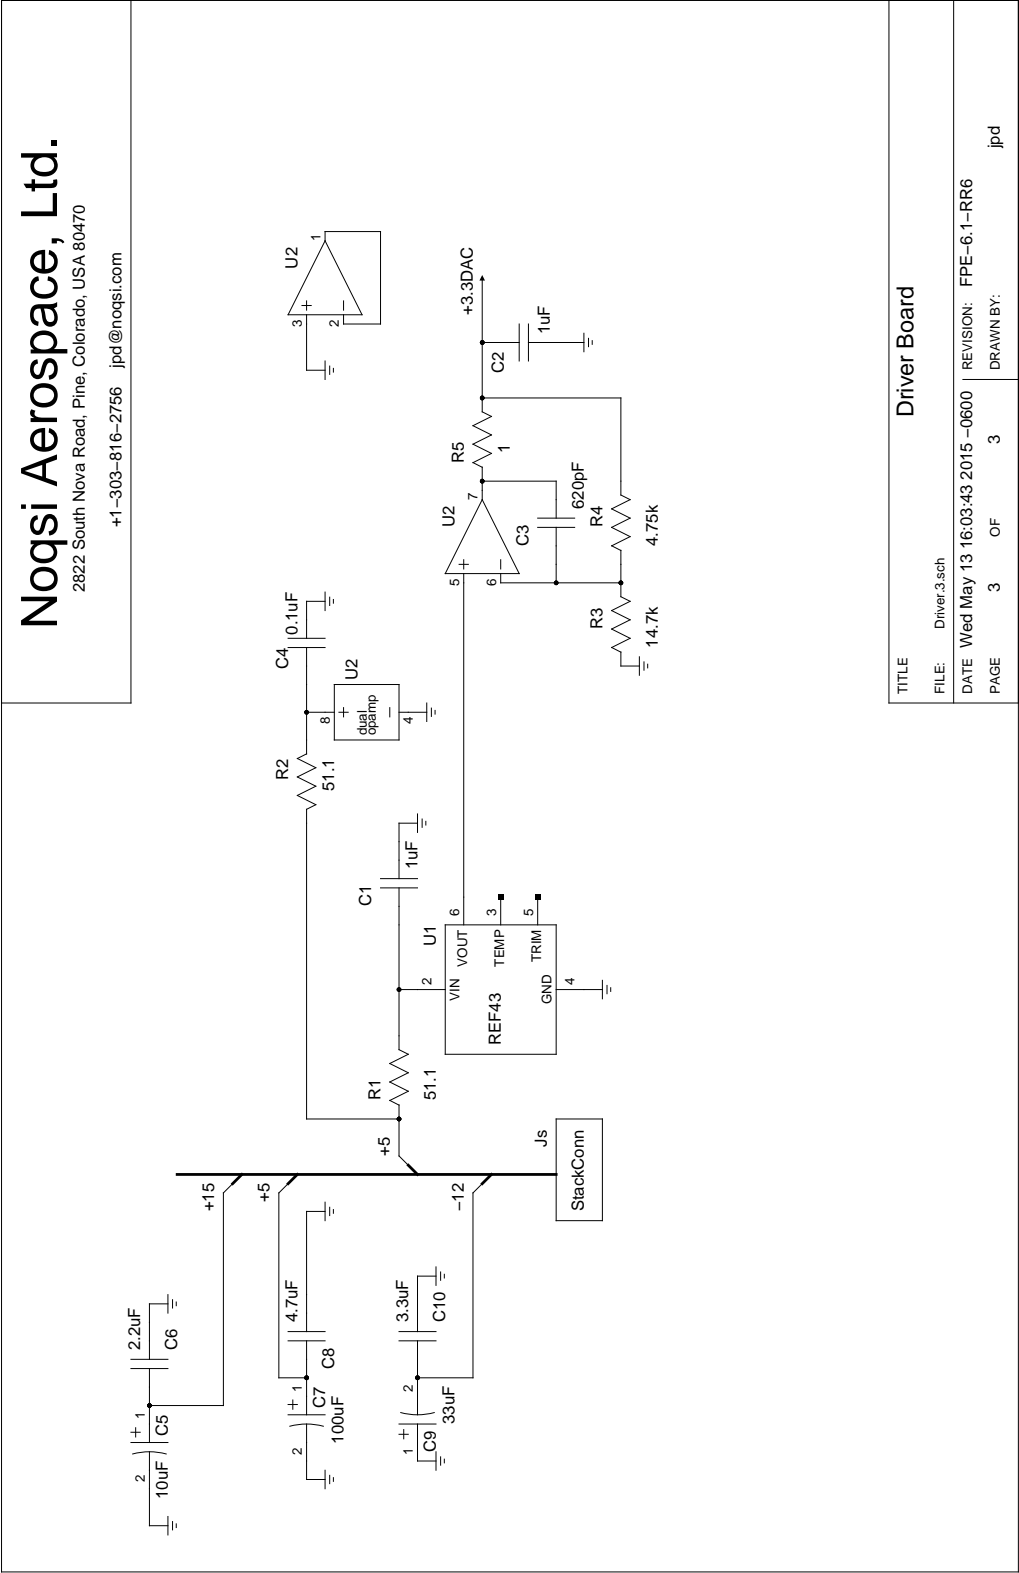 Noqsi Aerospace, Ltd.
2822 South Nova Road, Pine, Colorado, USA 80470
+1−303−816−2756 jpd@noqsi.com
2.2uF
C6
+ 1
C5
2
10uF
+15
+5
4.7uF
C8
+ 1
C7
100uF
2
3.3uF
C10
2
33uF
1 +
C9
−12
+5
Js
StackConn
R1
51.1
R2
51.1
C4
0.1uF
U2
8
+
dual
opamp
−
4
C1
1uF
U1
2
VIN
6
VOUT
3
TEMP
5
TRIM
REF43
GND
4
U2
3
+
2
−
1
U2
5
+
6
−
7
C3
620pF
R3
14.7k
R4
4.75k
R5
1
C2
1uF
+3.3DAC
TITLE
Driver Board
FILE: Driver.3.sch
REVISION: FPE−6.1−RR6
DATE Wed May 13 16:03:43 2015 −0600
PAGE 3 OF 3
DRAWN BY: jpd